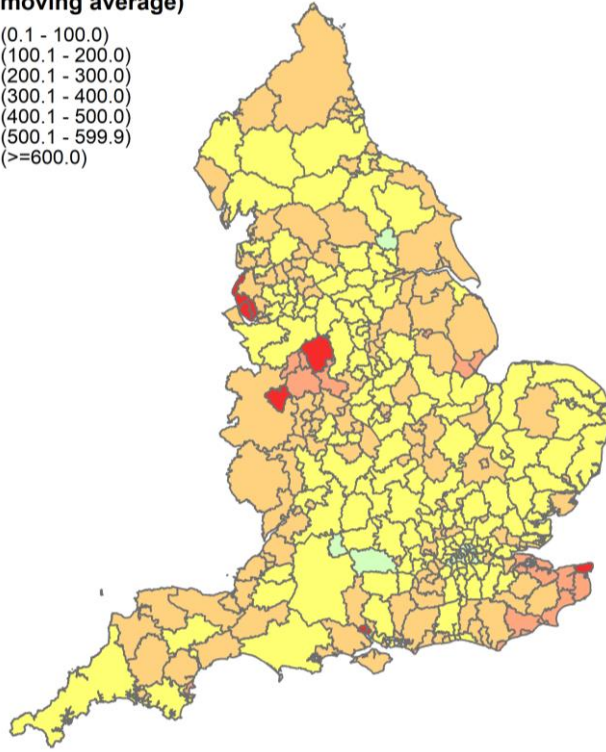 moving average)
(0.1 - 100.0)
(100.1 - 200.0)
(200.1 - 300.0)
(300.1 - 400.0)
(400.1 - 500.0)
(500.1 - 599.9)
(>=600.0)